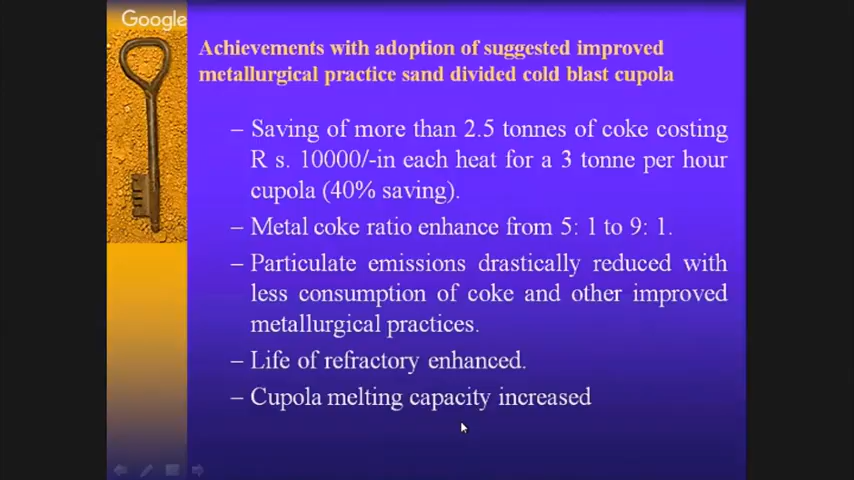 Google
Achievements with adoption of suggested improved
metallurgical practice sand divided cold blast cupola
– Saving of more than 2.5 tonnes of coke costing
R s. 10000/-in each heat for a 3 tonne per hour
cupola (40% saving).
– Metal coke ratio enhance from 5: 1 to 9: 1.
– Particulate emissions drastically reduced with
less consumption of coke and other improved
metallurgical practices.
– Life of refractory enhanced.
– Cupola melting capacity increased